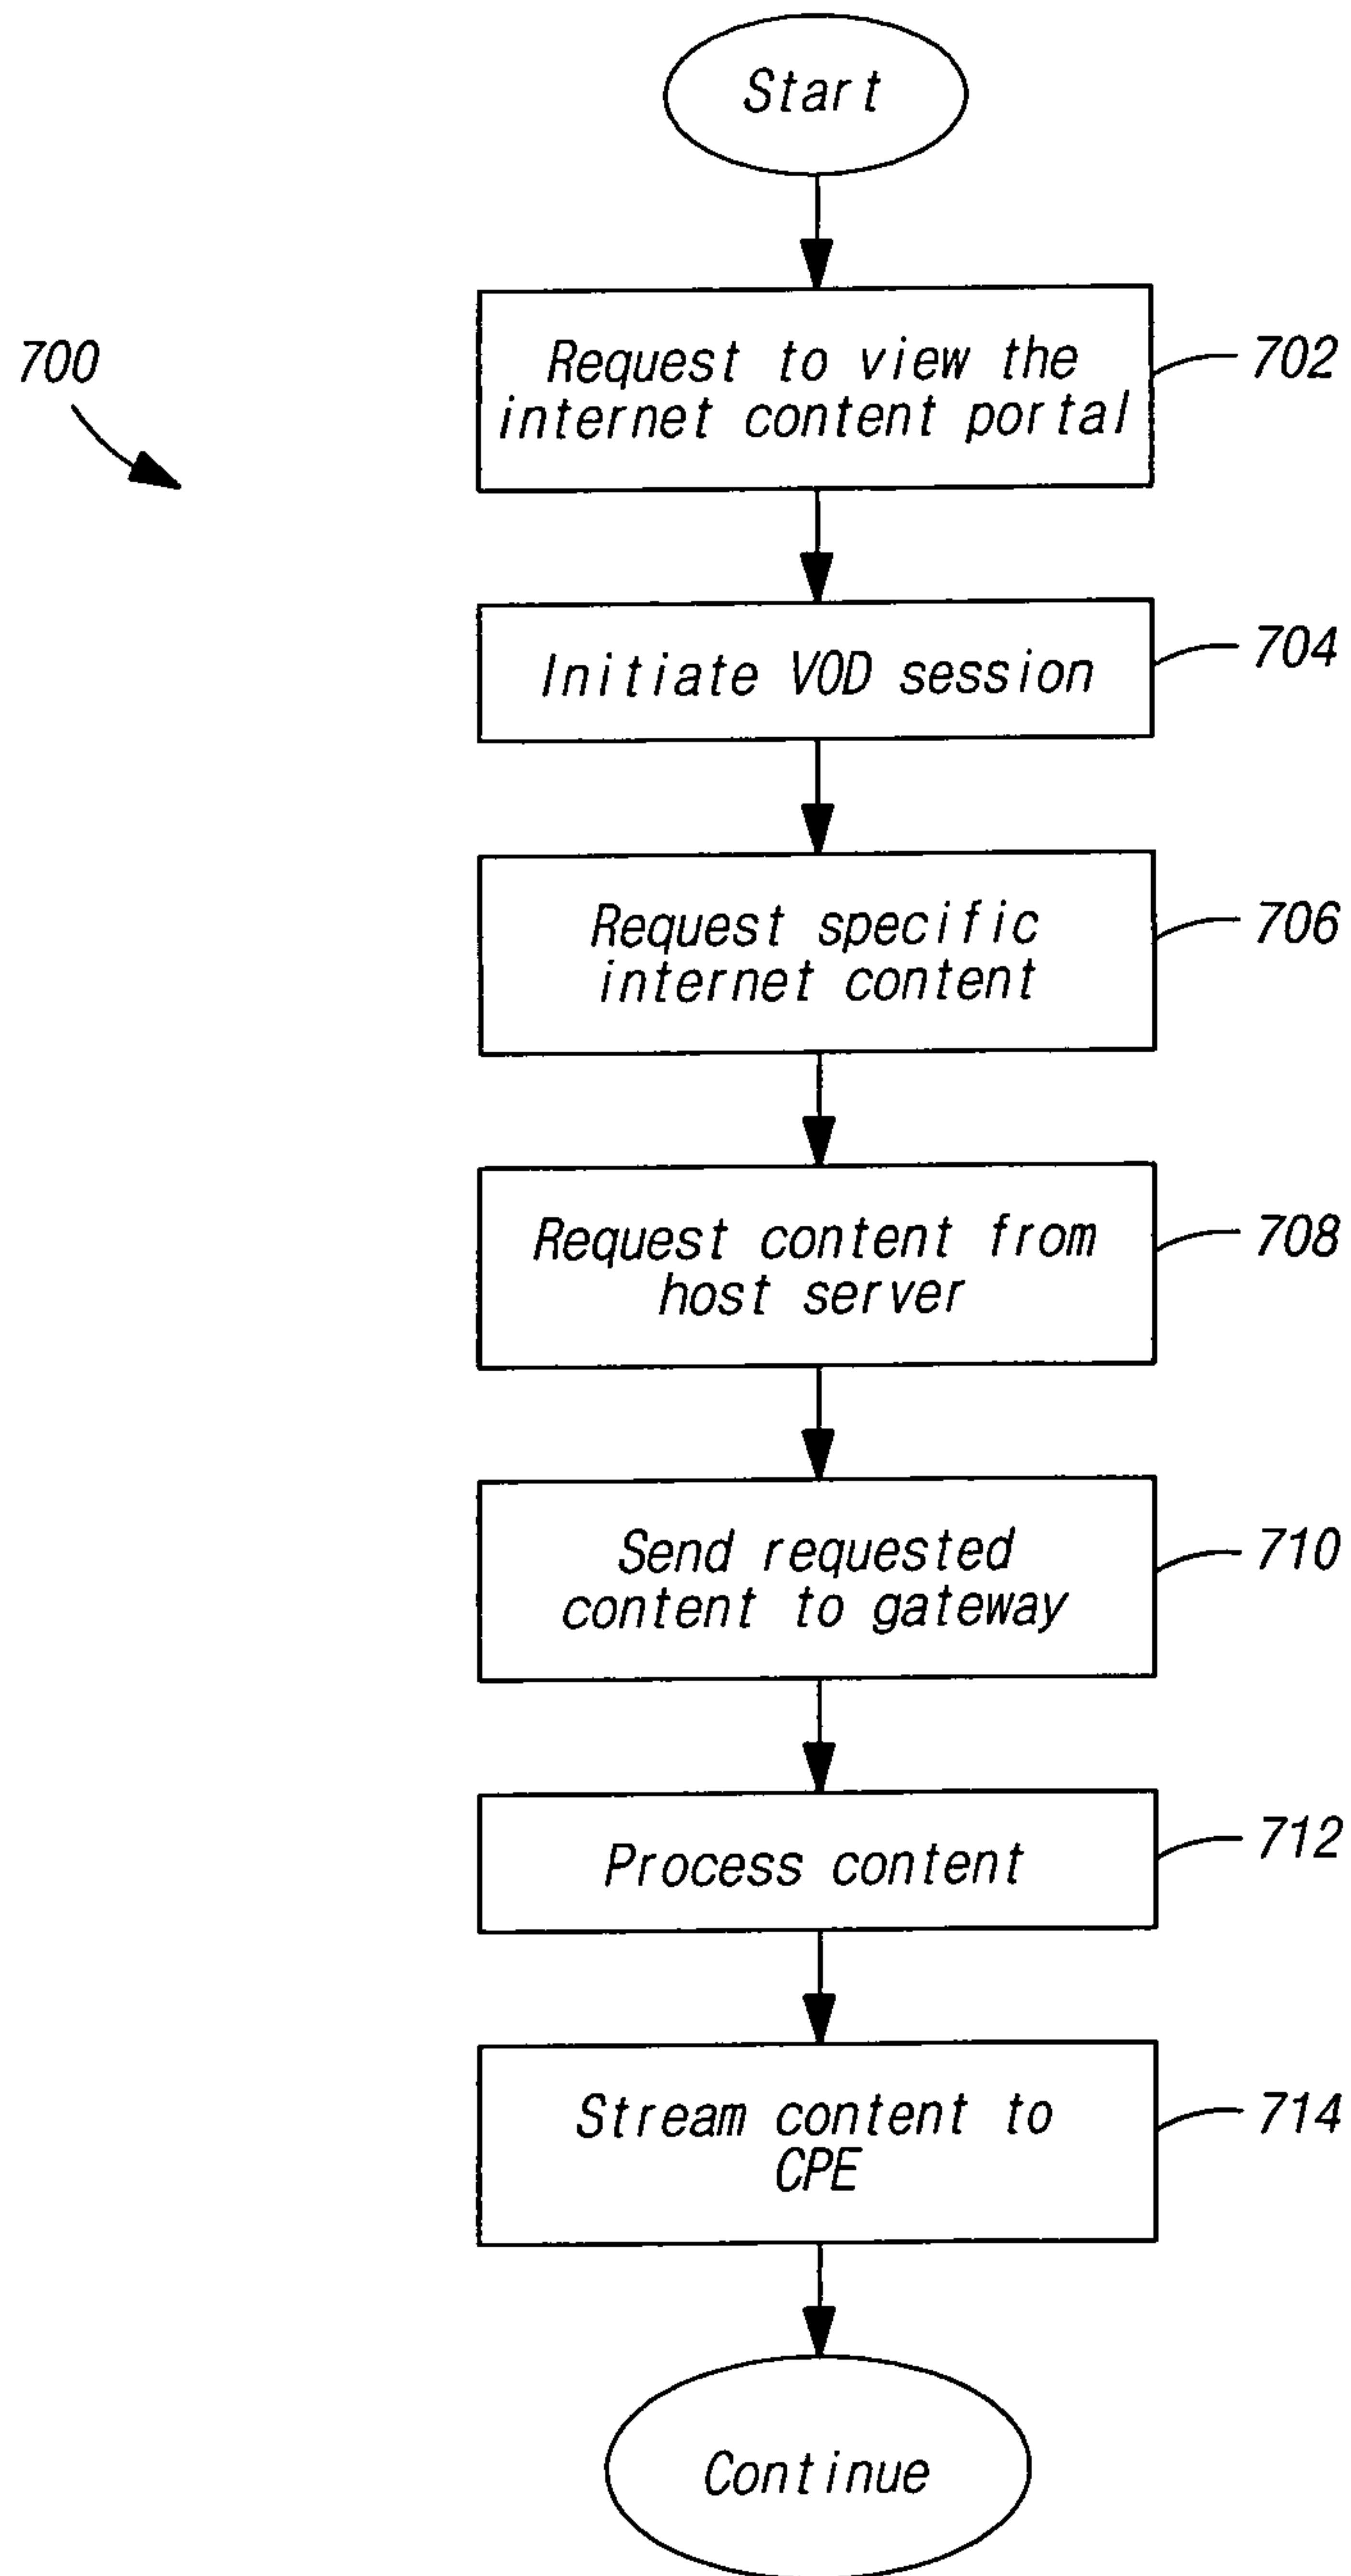 Start
700
Request to view the
internet content portal
702
Initiate VOD session
704
Request specific
internet content
706
Request content from
host server
708
Send requested
content to gateway
710
Process content
712
Stream content to
CPE
714
Continue